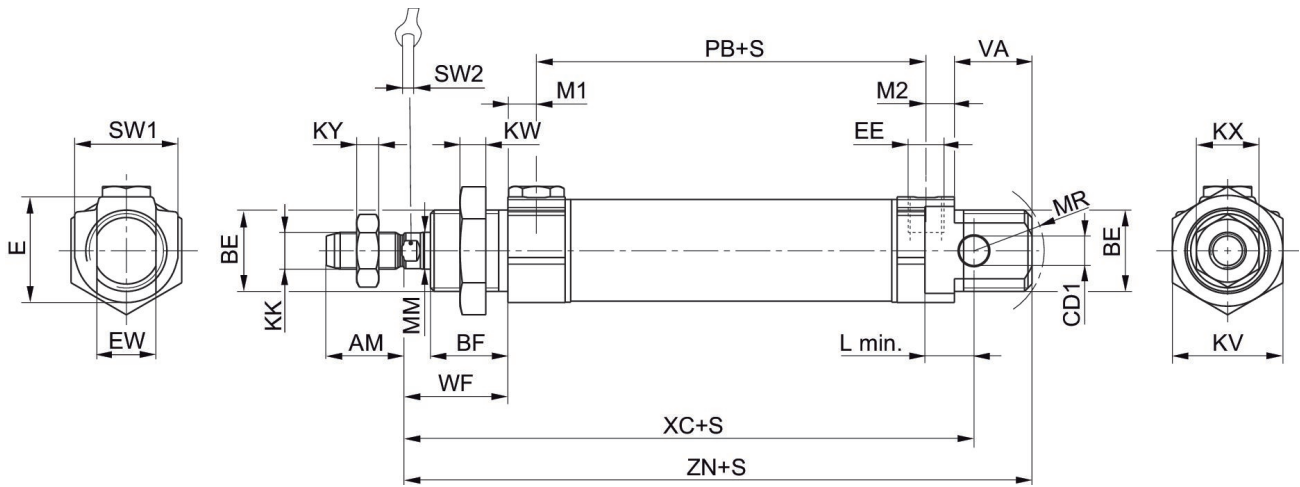 PB+S
VA
SW2
M1
M2
SW1
KY
KW
EE
KX
MR
E
BE
BE
KK
MM
CD1
EW
AM
BF
L min.
KV
WF
XC+S
ZN+S